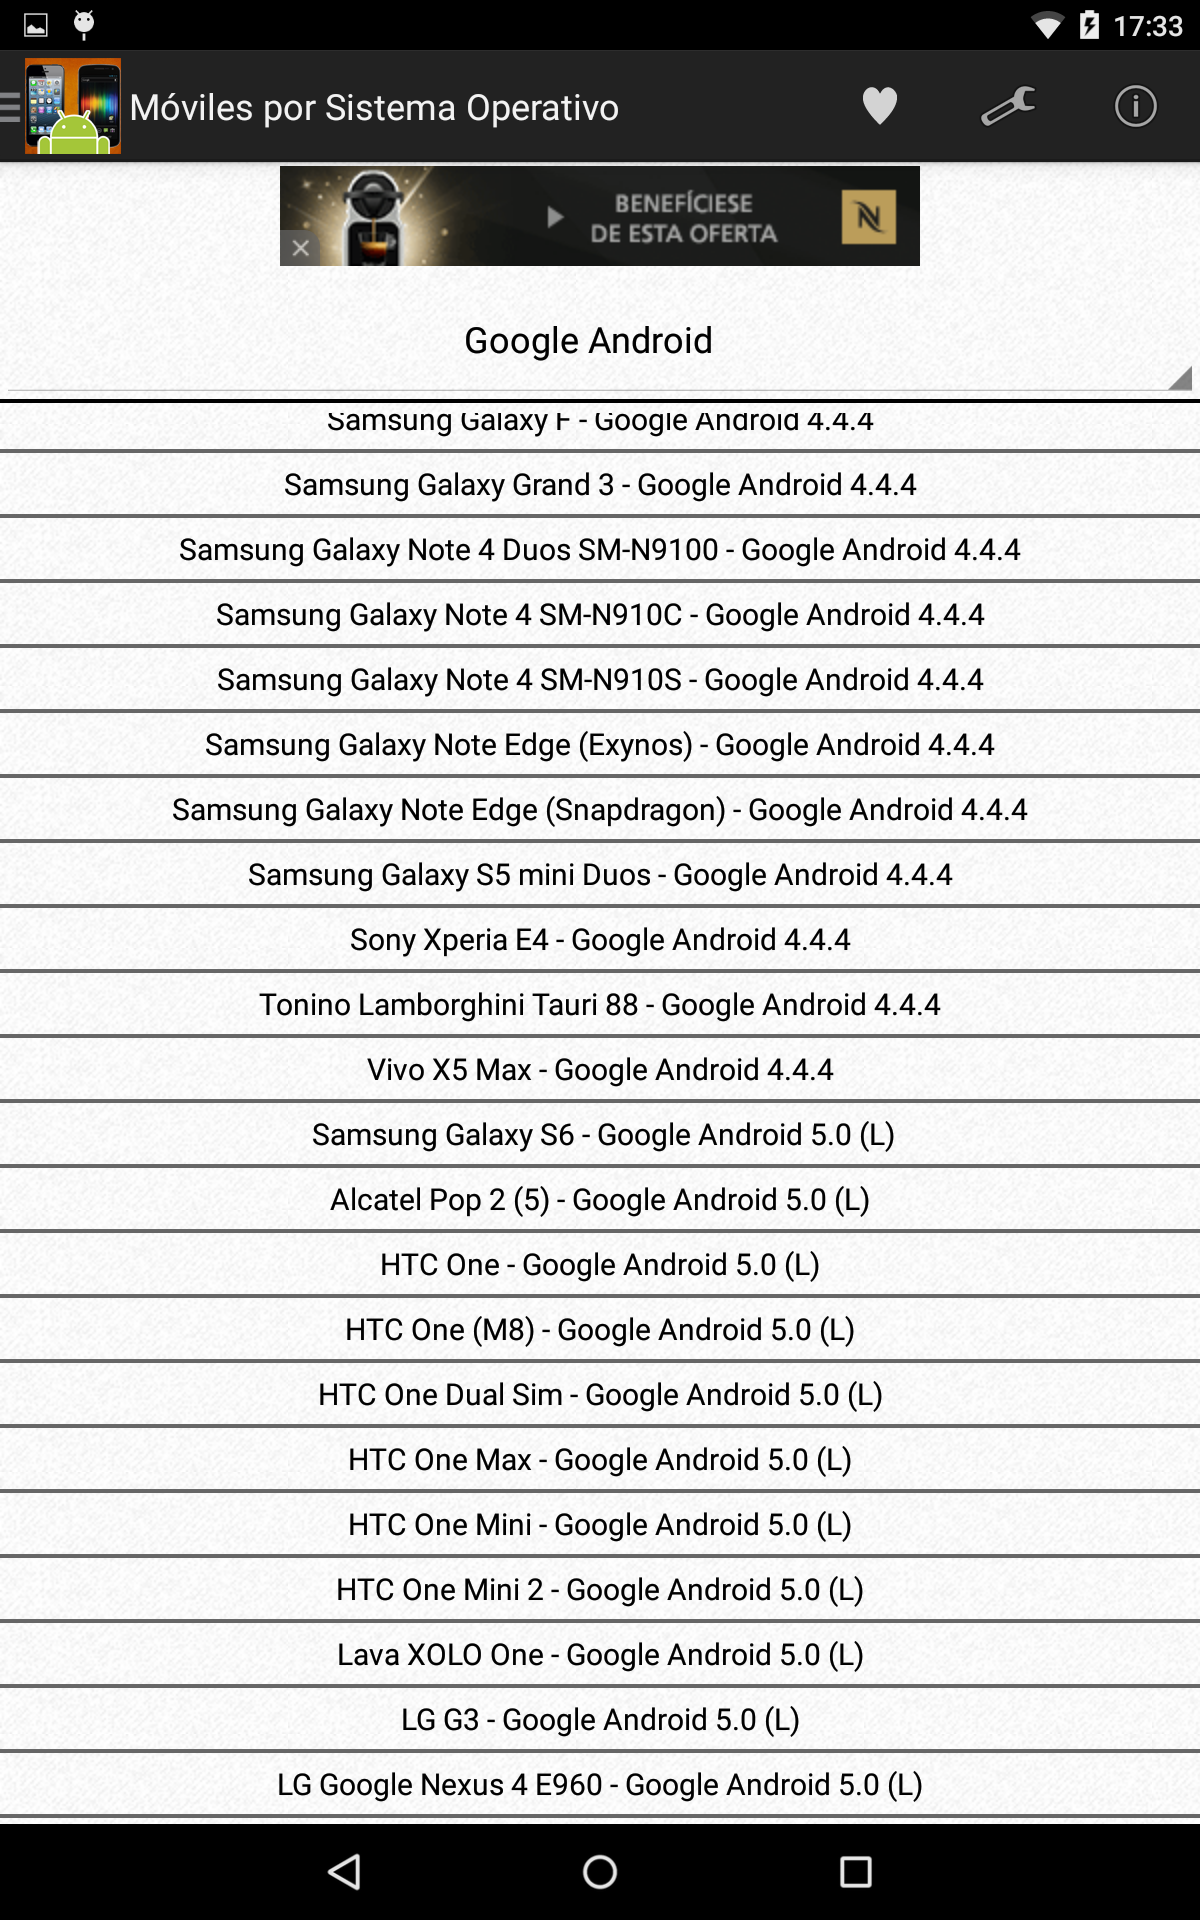 17:33
Móviles por Sistema Operativo
BENEFÍCIESE
DE ESTA OFERTA
N
Google Android
Samsung Galaxy F - Google Android 4.4.4
Samsung Galaxy Grand 3 - Google Android 4.4.4
Samsung Galaxy Note 4 Duos SM-N9100 - Google Android 4.4.4
Samsung Galaxy Note 4 SM-N910C - Google Android 4.4.4
Samsung Galaxy Note 4 SM-N910S - Google Android 4.4.4
Samsung Galaxy Note Edge (Exynos) - Google Android 4.4.4
Samsung Galaxy Note Edge (Snapdragon) - Google Android 4.4.4
Samsung Galaxy S5 mini Duos - Google Android 4.4.4
Sony Xperia E4 - Google Android 4.4.4
Tonino Lamborghini Tauri 88 - Google Android 4.4.4
Vivo X5 Max - Google Android 4.4.4
Samsung Galaxy S6 - Google Android 5.0 (L)
Alcatel Pop 2 (5) - Google Android 5.0 (L)
HTC One - Google Android 5.0 (L)
HTC One (M8) - Google Android 5.0 (L)
HTC One Dual Sim - Google Android 5.0 (L)
HTC One Max - Google Android 5.0 (L)
HTC One Mini - Google Android 5.0 (L)
HTC One Mini 2 - Google Android 5.0 (L)
Lava XOLO One - Google Android 5.0 (L)
LG G3 - Google Android 5.0 (L)
LG Google Nexus 4 E960 - Google Android 5.0 (L)